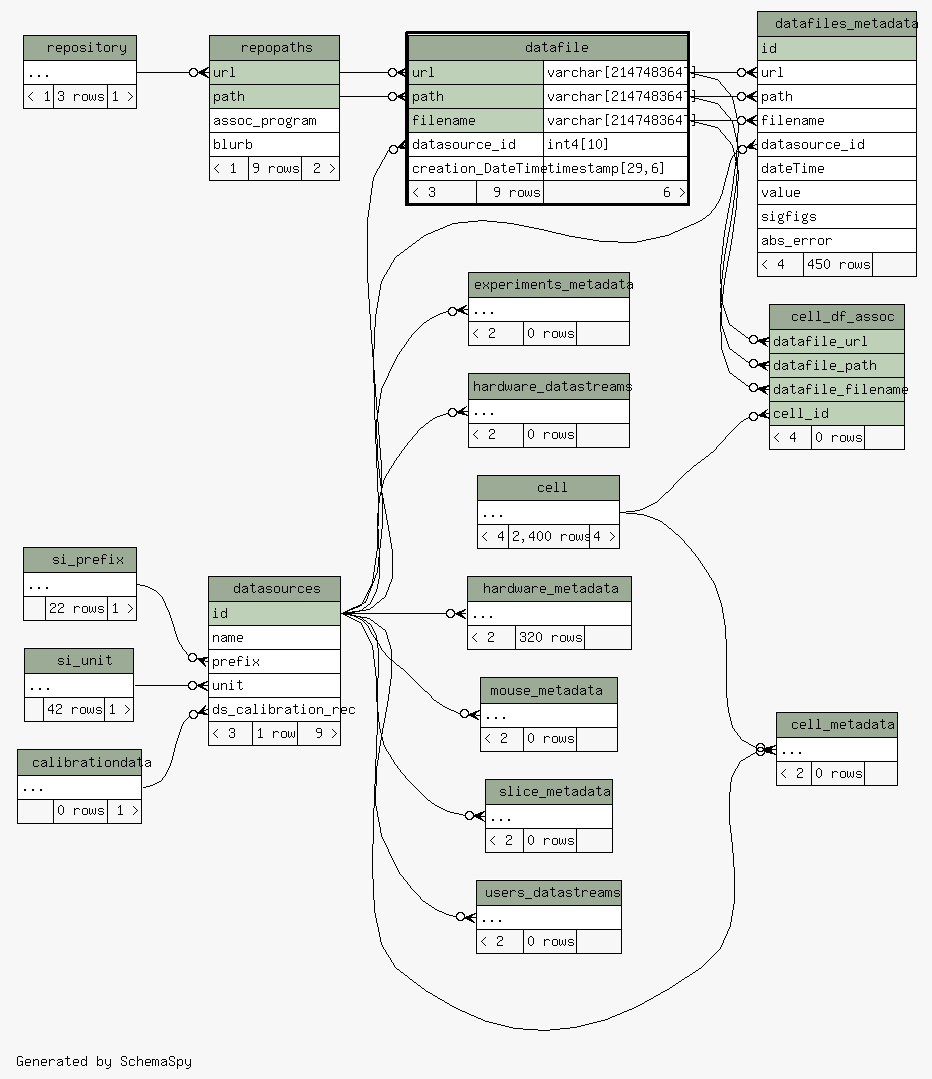 repository
...
< 1 3 rows 1 >
repopaths
url
path
assoc_program
blurb
< 1 9 rows 2 >
datafile
url varchar[2147483647]
path varchar[2147483647]
filename varchar[2147483647]
datasource_id int4[10]
creation_DateTime timestamp[29,6]
< 3 9 rows 6 >
datafiles_metadata
id
url
path
filename
datasource_id
dateTime
value
sigfigs
abs_error
< 4 450 rows
experiments_metadata
...
< 2 0 rows
cell_df_assoc
datafile_url
datafile_path
datafile_filename
cell_id
< 4 0 rows
hardware_datastreams
...
< 2 0 rows
cell
...
< 4 2,400 rows 4 >
si_prefix
...
22 rows 1 >
datasources
id
name
prefix
unit
ds_calibration_rec
< 3 1 row 9 >
hardware_metadata
...
< 2 320 rows
si_unit
...
42 rows 1 >
mouse_metadata
...
< 2 0 rows
cell_metadata
...
< 2 0 rows
calibrationdata
...
0 rows 1 >
slice_metadata
...
< 2 0 rows
users_datastreams
...
< 2 0 rows
Generated by SchemaSpy